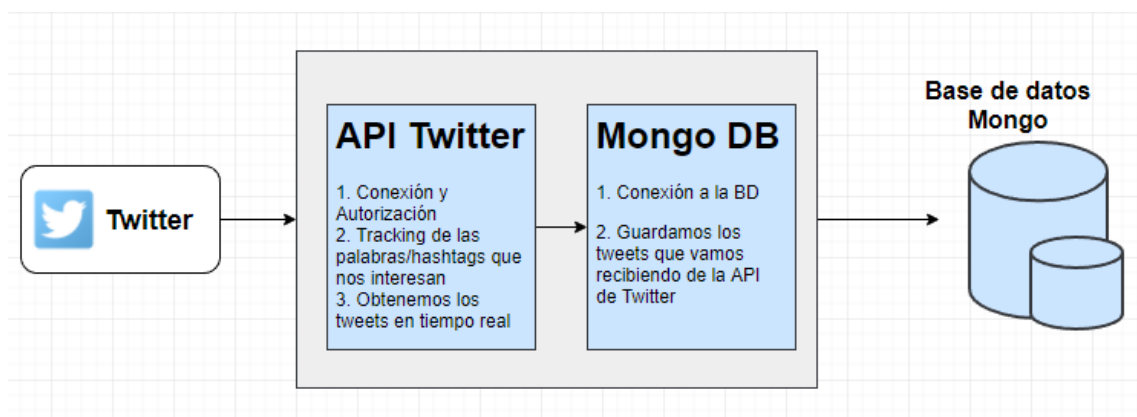 Twitter
API Twitter
1. Conexión y
Autorización
2. Tracking de las
palabras/hashtags que
nos interesan
3. Obtenemos los
tweets en tiempo real
Mongo DB
1. Conexión a la BD
2. Guardamos los
tweets que vamos
recibiendo de la API
de Twitter
Base de datos
Mongo